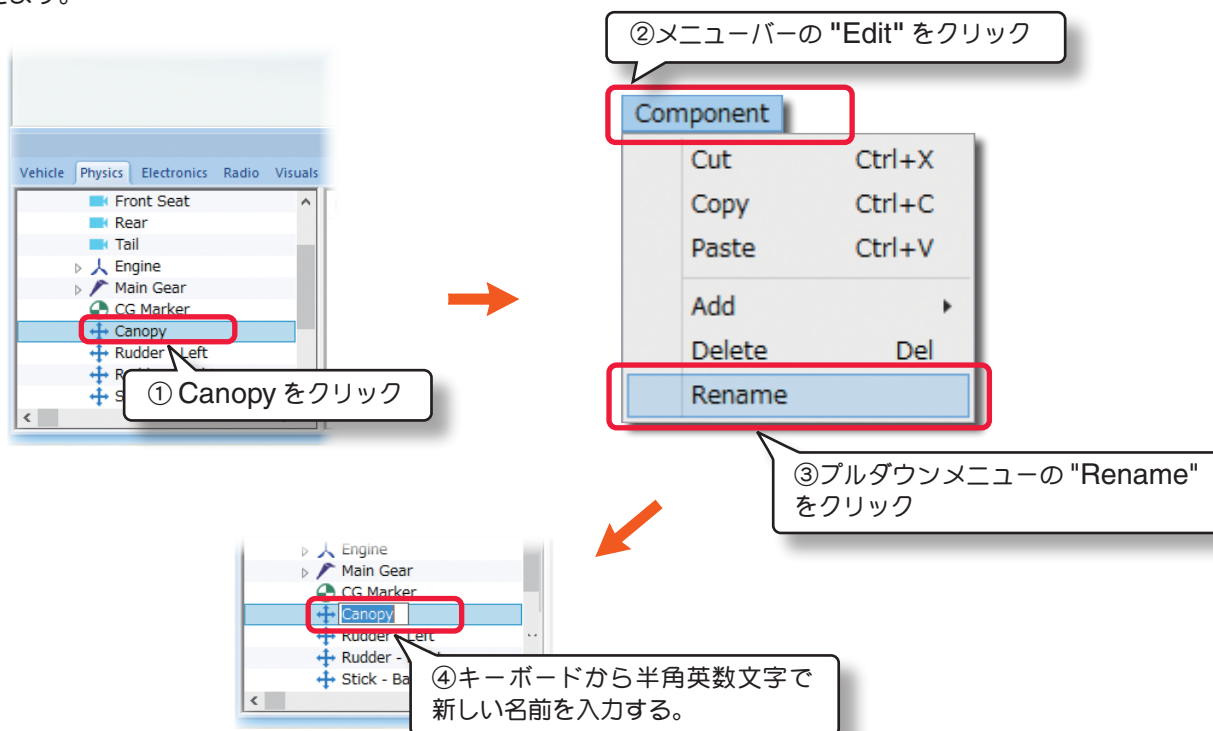 ②メニューバーの "Edit" をクリック
Component
Cut Ctrl+X
Copy Ctrl+C
Paste Ctrl+V
Add
Delete Del
Rename
③プルダウンメニューの "Rename"
をクリック
Vehicle Physics Electronics Radio Visuals
Front Seat
Rear
Tail
Engine
Main Gear
CG Marker
Canopy
Rudder Left
① Canopy をクリック
Engine
Main Gear
CG Marker
Canopy
Rudder - Left
Rudder -
Stick - Ba
④キーボードから半角英数文字で
新しい名前を入力する。